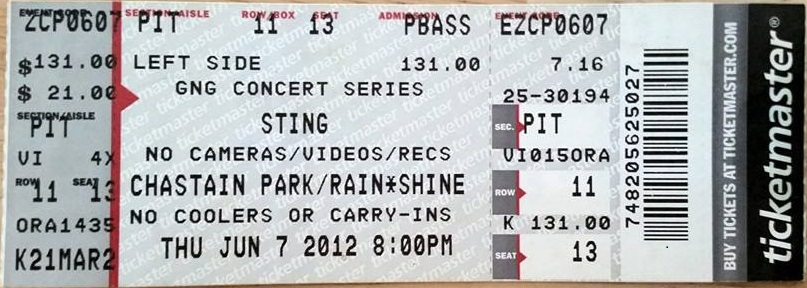 EVENT CODE SECTION/AISLE ROW/BOX SEAT ADMISSION EVENT CODE
ZCP0607 PIT 11 13 PBASS EZCP0607
$131.00 LEFT SIDE 131.00 7.16
$ 21.00 GNG CONCERT SERIES 25-30194
SECTION/AISLE
PIT STING SEC. PIT
VI 4X NO CAMERAS/VIDEOS/RECS VI015ORA
ROW SEAT
11 13 CHASTAIN PARK/RAIN*SHINE ROW 11
ORA1435 NO COOLERS OR CARRY-INS K 131.00
K21MAR2 THU JUN 7 2012 8:00PM SEAT 13
748205625027
BUY TICKETS AT TICKETMASTER.COM
ticketmaster®